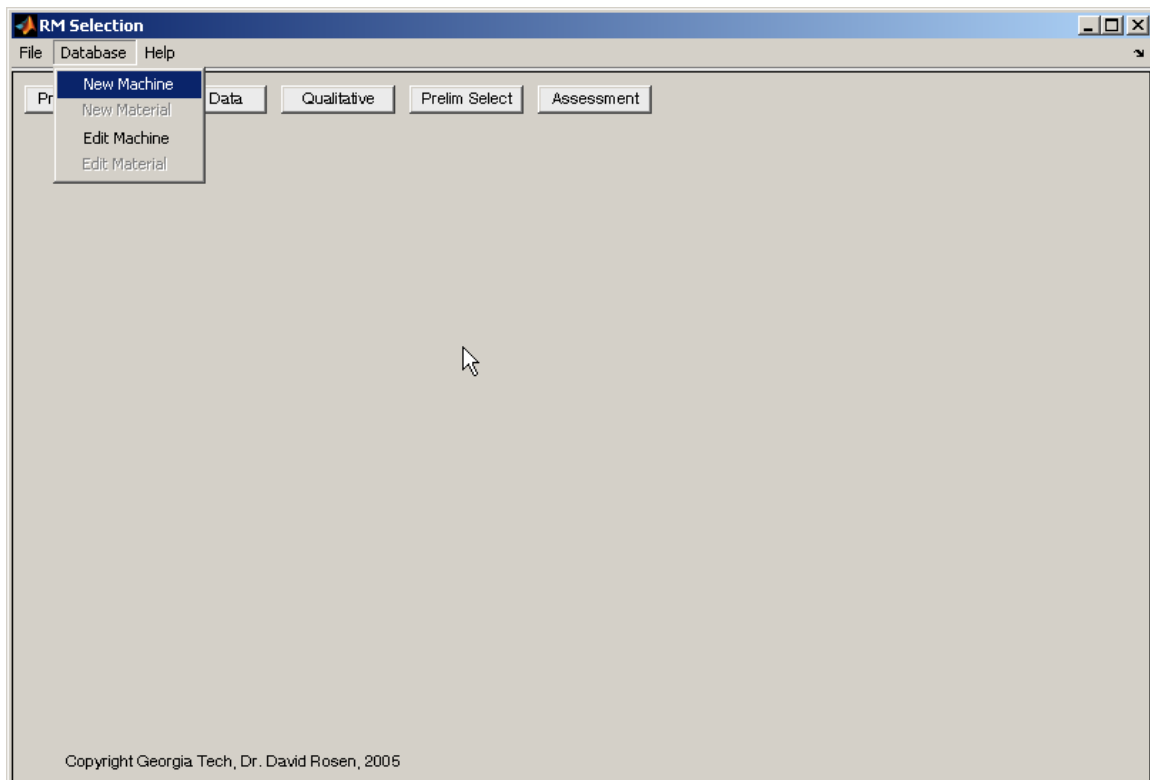 RM Selection
File Database Help
New Machine
New Material
Edit Machine
Edit Material
Pr Data Qualitative Prelim Select Assessment
Copyright Georgia Tech, Dr. David Rosen, 2005